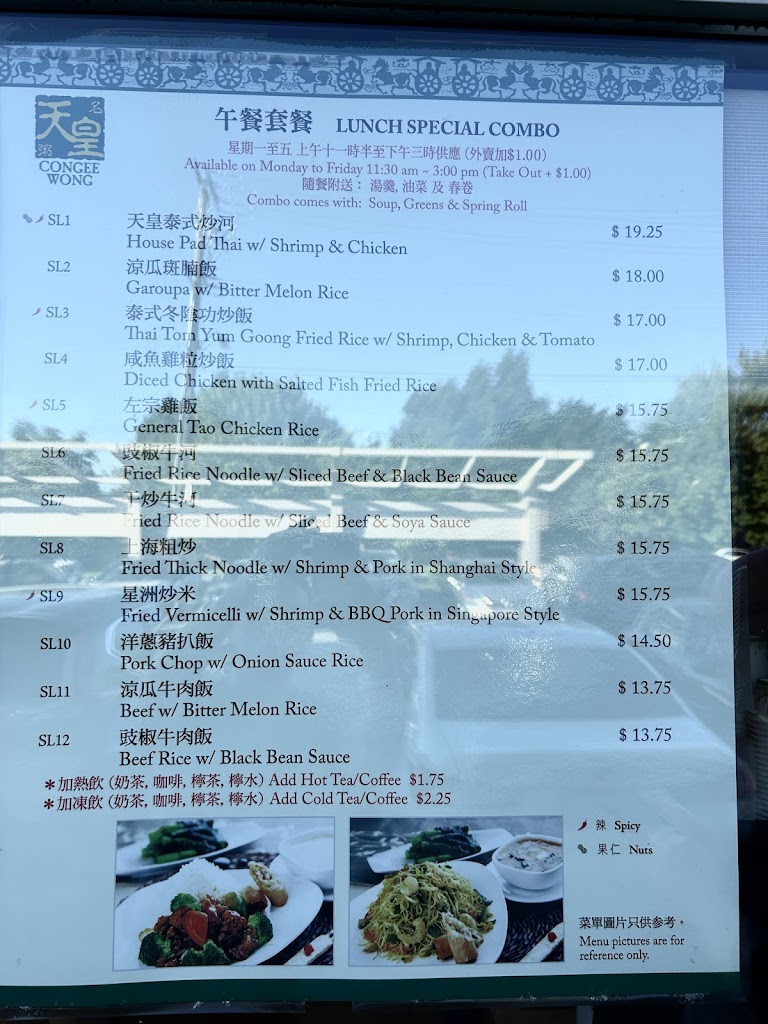 名
天皇
粥
CONGEE
WONG
午餐套餐 LUNCH SPECIAL COMBO
星期一至五 上午十一時半至下午三時供應 (外賣加$1.00)
Available on Monday to Friday 11:30 am ~ 3:00 pm (Take Out + $1.00)
隨餐附送： 湯羹, 油菜 及 春卷
Combo comes with: Soup, Greens & Spring Roll
SL1 天皇泰式炒河 $ 19.25
House Pad Thai w/ Shrimp & Chicken
SL2 涼瓜斑腩飯 $ 18.00
Garoupa w/ Bitter Melon Rice
SL3 泰式冬陰功炒飯 $ 17.00
Thai Tom Yum Goong Fried Rice w/ Shrimp, Chicken & Tomato
SL4 咸魚雞粒炒飯 $ 17.00
Diced Chicken with Salted Fish Fried Rice
SL5 左宗雞飯 $ 15.75
General Tao Chicken Rice
SL6 豉椒牛河 $ 15.75
Fried Rice Noodle w/ Sliced Beef & Black Bean Sauce
SL7 干炒牛河 $ 15.75
Fried Rice Noodle w/ Sliced Beef & Soya Sauce
SL8 上海粗炒 $ 15.75
Fried Thick Noodle w/ Shrimp & Pork in Shanghai Style
SL9 星洲炒米 $ 15.75
Fried Vermicelli w/ Shrimp & BBQ Pork in Singapore Style
SL10 洋蔥豬扒飯 $ 14.50
Pork Chop w/ Onion Sauce Rice
SL11 涼瓜牛肉飯 $ 13.75
Beef w/ Bitter Melon Rice
SL12 豉椒牛肉飯 $ 13.75
Beef Rice w/ Black Bean Sauce
*加熱飲 (奶茶, 咖啡, 檸茶, 檸水) Add Hot Tea/Coffee $1.75
*加凍飲 (奶茶, 咖啡, 檸茶, 檸水) Add Cold Tea/Coffee $2.25
辣 Spicy
果仁 Nuts
菜單圖片只供參考。
Menu pictures are for
reference only.